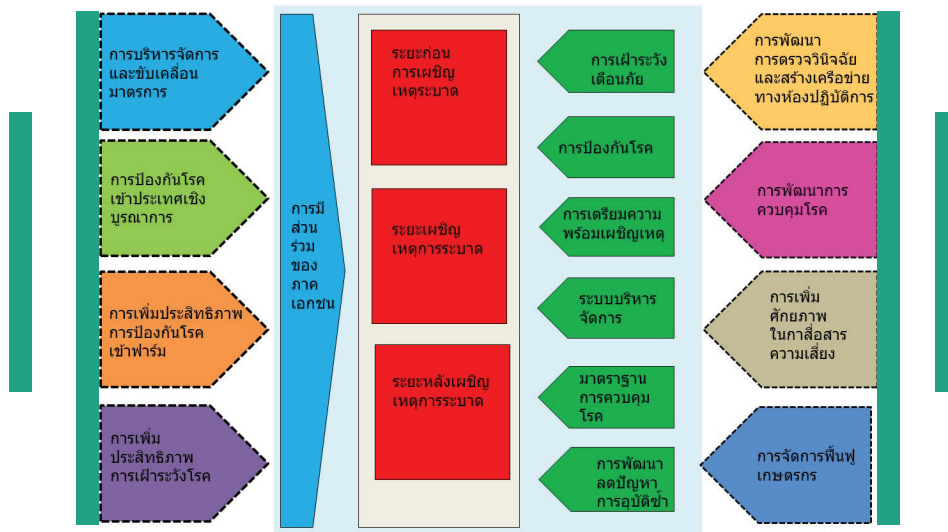 การบริหารจัดการ
และขับเคลื่อน
มาตรการ
การป้องกันโรค
เข้าประเทศเชิง
บูรณาการ
การเพิ่มประสิทธิภาพ
การป้องกันโรค
เข้าฟาร์ม
การเพิ่ม
ประสิทธิภาพ
การเฝ้าระวังโรค
การมี
ส่วน
ร่วม
ของ
ภาค
เอกชน
ระยะก่อน
การเผชิญ
เหตุระบาด
ระยะเผชิญ
เหตุการระบาด
ระยะหลังเผชิญ
เหตุการระบาด
การเฝ้าระวัง
เตือนภัย
การป้องกันโรค
การเตรียมความ
พร้อมเผชิญเหตุ
ระบบบริหาร
จัดการ
มาตราฐาน
การควบคุม
โรค
การพัฒนา
ลดปัญหา
การอุบัติซ้ำ
การพัฒนา
การตรวจวินิจฉัย
และสร้างเครือข่าย
ทางห้องปฏิบัติการ
การพัฒนาการ
ควบคุมโรค
การเพิ่ม
ศักยภาพ
ในกาสื่อสาร
ความเสี่ยง
การจัดการฟื้นฟู
เกษตรกร